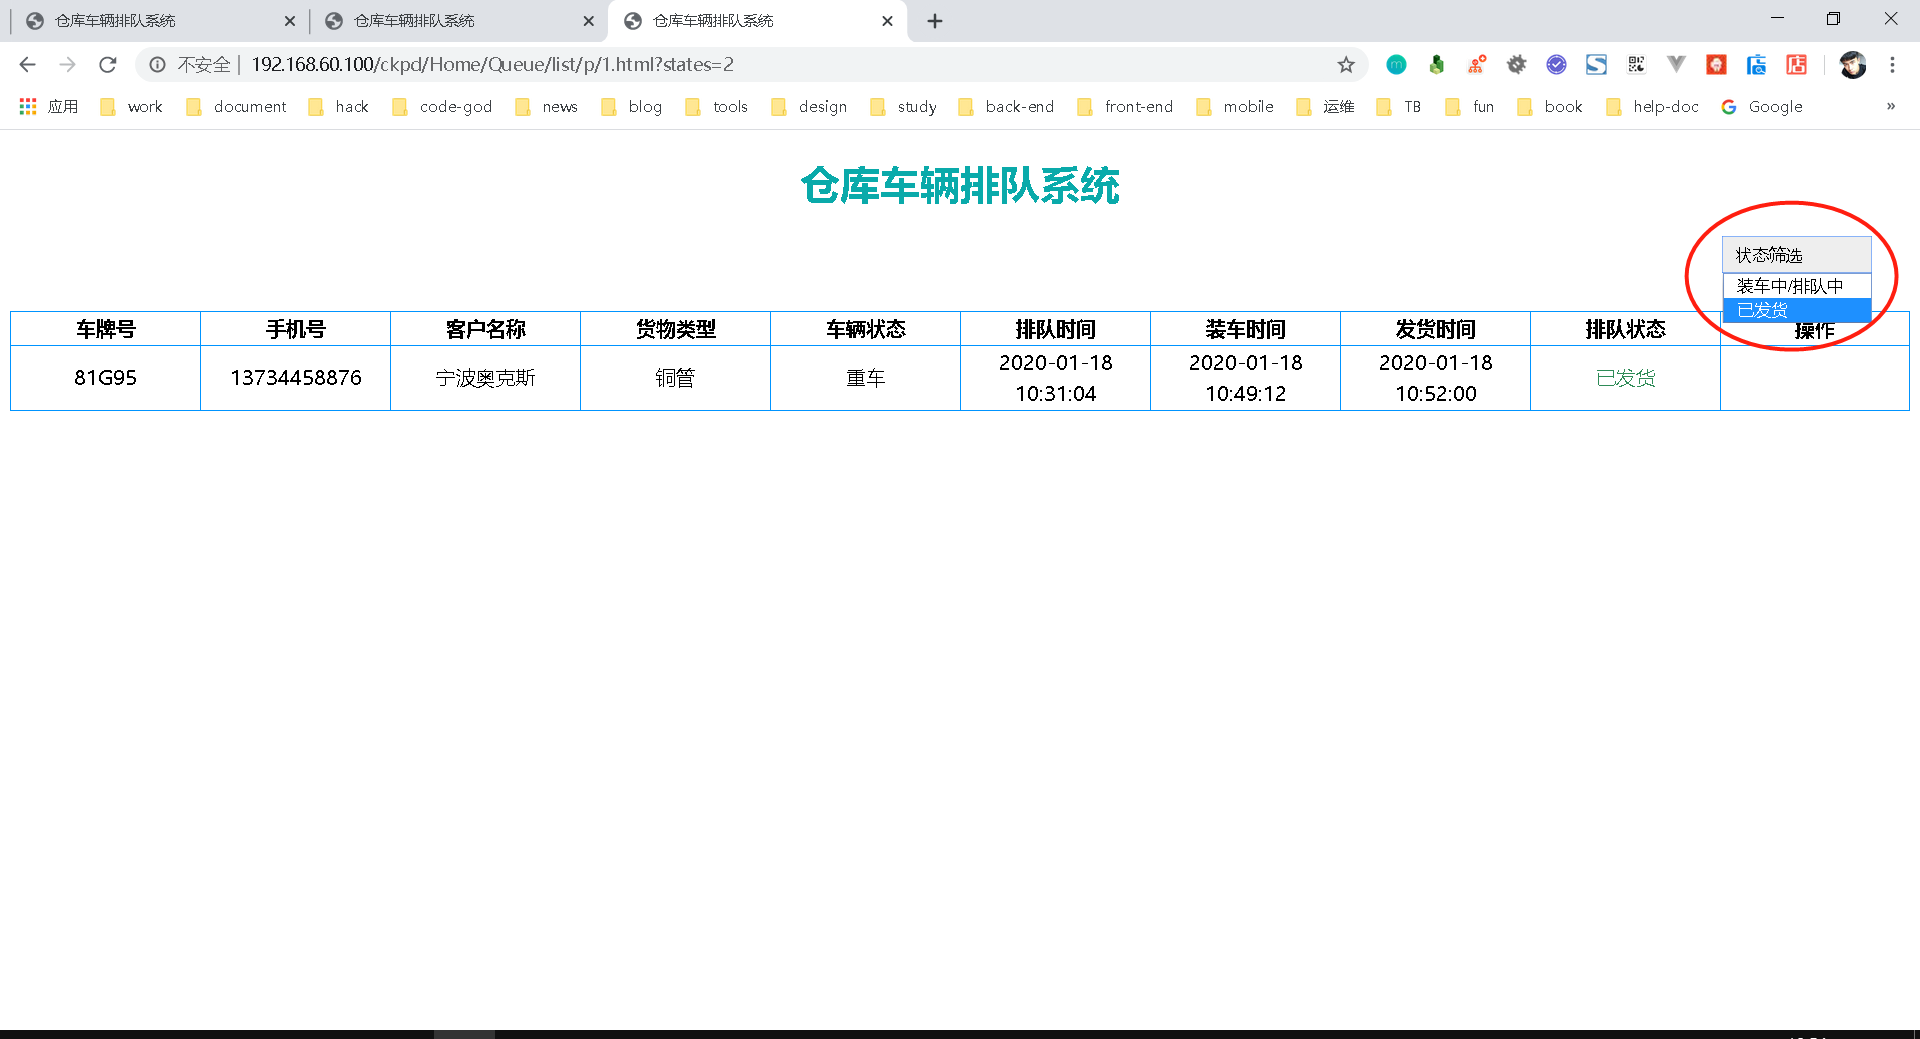 仓库车辆排队系统 仓库车辆排队系统 仓库车辆排队系统
不安全 | 192.168.60.100/ckpd/Home/Queue/list/p/1.html?states=2
应用 work document hack code-god news blog tools design study back-end front-end mobile 运维 TB fun book help-doc Google »
仓库车辆排队系统
状态筛选
装车中/排队中
已发货
车牌号 手机号 客户名称 货物类型 车辆状态 排队时间 装车时间 发货时间 排队状态 操作
81G95 13734458876 宁波奥克斯 铜管 重车 2020-01-18 10:31:04 2020-01-18 10:49:12 2020-01-18 10:52:00 已发货